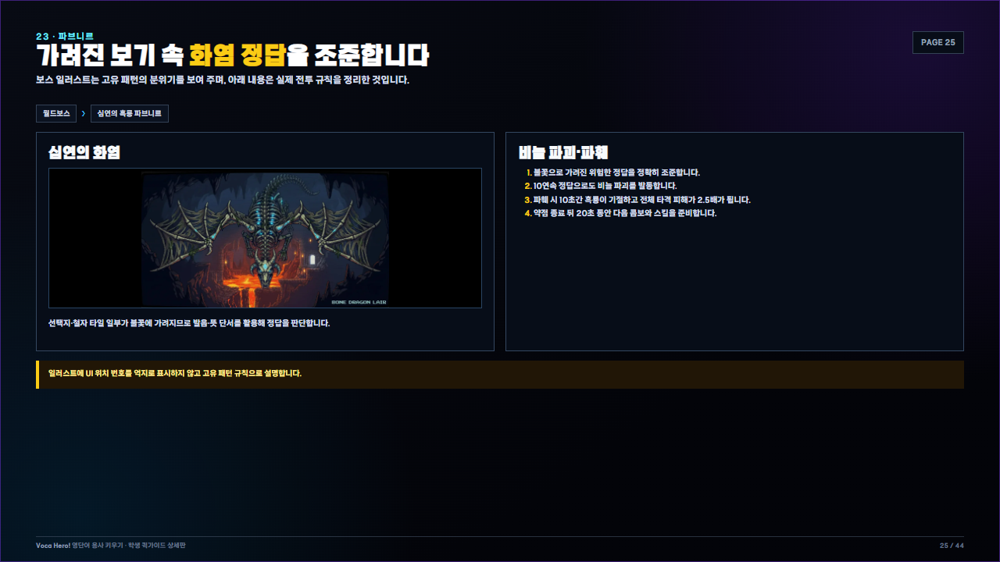 23 · 파브니르
가려진 보기 속 화염 정답을 조준합니다
보스 일러스트는 고유 패턴의 분위기를 보여 주며, 아래 내용은 실제 전투 규칙을 정리한 것입니다.
PAGE 25
월드보스 › 심연의 흑룡 파브니르
심연의 화염
BONE DRAGON LAIR
선택지·철자 타일 일부가 불꽃에 가려지므로 발음·뜻 단서를 활용해 정답을 판단합니다.
비늘 파괴·파훼
1. 불꽃으로 가려진 위험한 정답을 정확히 조준합니다.
2. 10연속 정답으로도 비늘 파괴를 발동합니다.
3. 파훼 시 10초간 흑룡이 기절하고 전체 타격 피해가 2.5배가 됩니다.
4. 약점 종료 뒤 20초 동안 다음 콤보와 스킬을 준비합니다.
일러스트에 UI 위치 번호를 억지로 표시하지 않고 고유 패턴 규칙으로 설명합니다.
Voca Hero! 영단어 용사 키우기 · 학생 퀵가이드 상세판
25 / 44